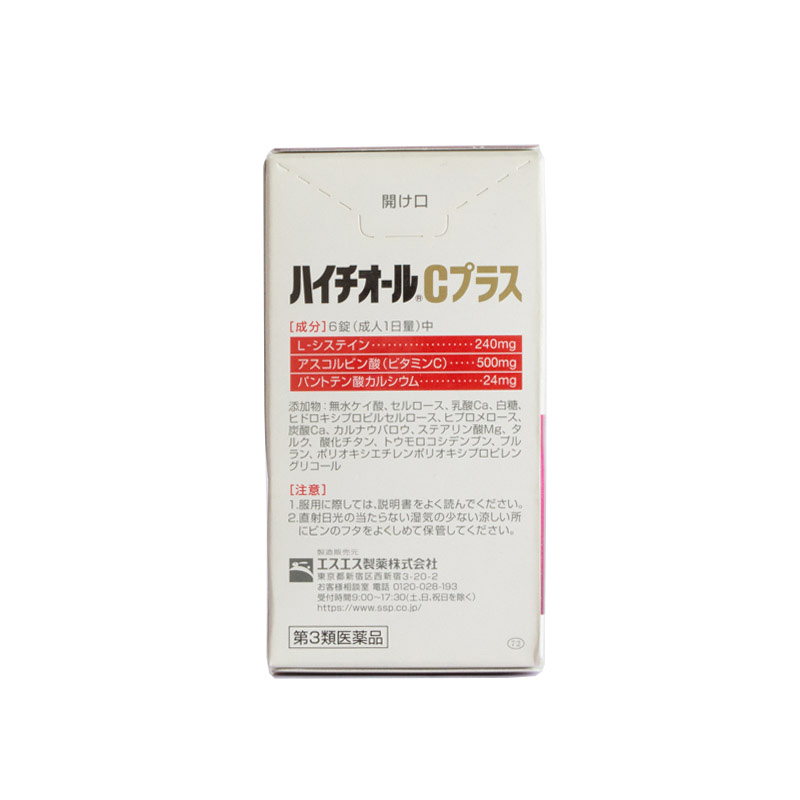 開け口
ハイチオール®Cプラス
[成分]6錠(成人1日量)中
L-システイン・・・・・・・・・・・・・・・・・・・・240mg
アスコルビン酸(ビタミンC)・・・・・500mg
パントテン酸カルシウム・・・・・・・・・・・・24mg
添加物:無水ケイ酸、セルロース、乳酸Ca、白糖、
ヒドロキシプロピルセルロース、ヒプロメロース、
炭酸Ca、カルナウバロウ、ステアリン酸Mg、タ
ルク、酸化チタン、トウモロコシデンプン、プル
ラン、ポリオキシエチレンポリオキシプロピレン
グリコール
[注意]
1.服用に際しては、説明書をよく読んでください。
2.直射日光の当たらない湿気の少ない涼しい所
にビンのフタをよくしめて保管してください。
製造販売元
エスエス製薬株式会社
東京都新宿区西新宿3-20-2
お客様相談室 電話 0120-028-193
受付時間9:00~17:30(土、日、祝日を除く)
https://www.ssp.co.jp/
第3類医薬品